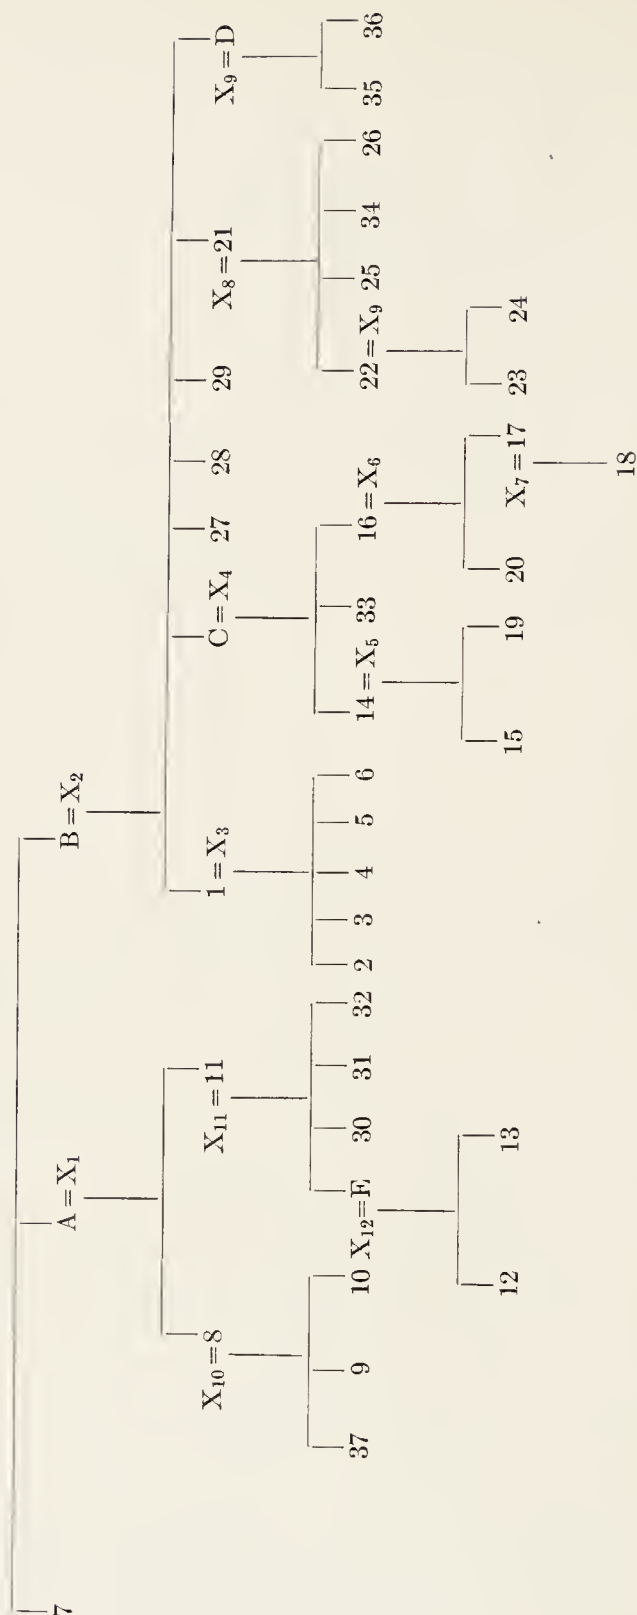 7 A=X₁ B=X₂
X₁₀=8 X₁₁=11 1=X₃ C=X₄ 27 28 29 X₈=21 X₉=D
37 9 10 X₁₂=E 30 31 32 2 3 4 5 6 14=X₅ 33 16=X₆ 22=X₉ 25 34 26 35 36
12 13 15 19 20 X₇=17 23 24
18